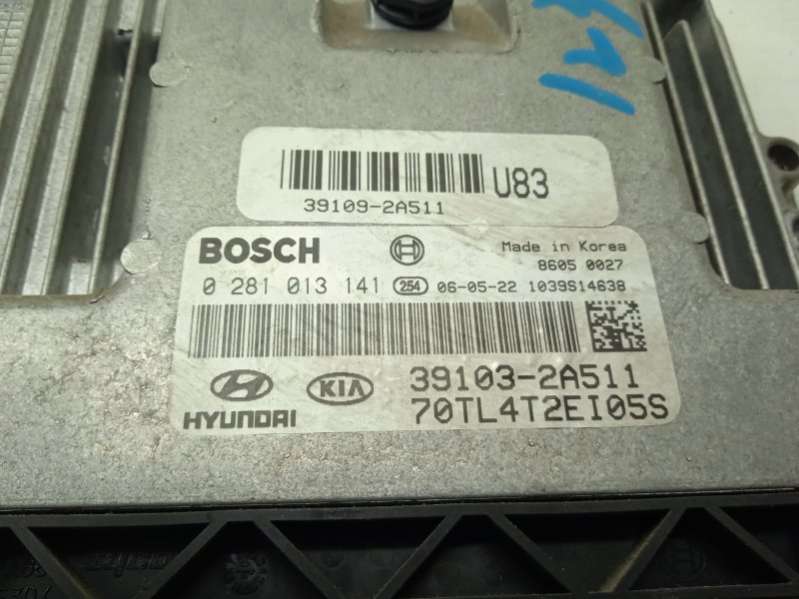 U83
39109-2A511
BOSCH
Made in Korea
8605 0027
0 281 013 141 254 06-05-22 1039S14638
39103-2A511
HYUNDAI KIA
70TL4T2EI05S